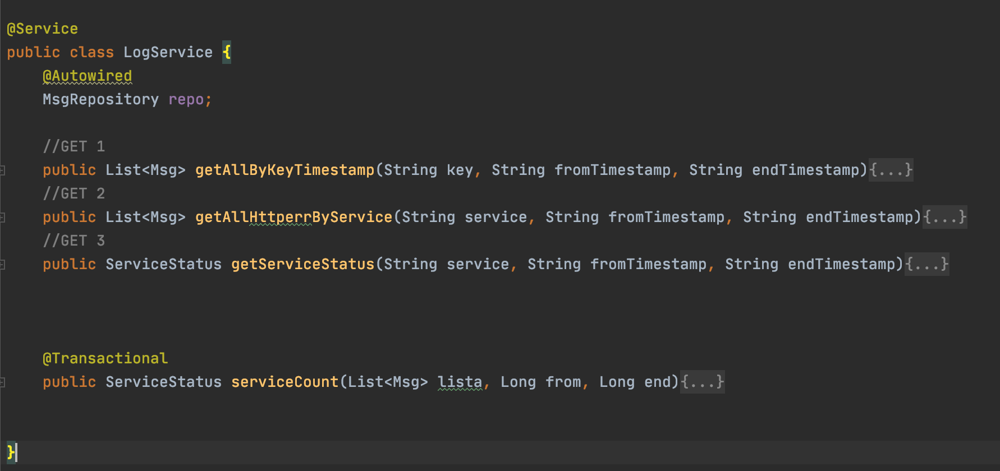 @Service
public class LogService {
@Autowired
MsgRepository repo;
//GET 1
public List<Msg> getAllByKeyTimestamp(String key, String fromTimestamp, String endTimestamp){...}
//GET 2
public List<Msg> getAllHttperrByService(String service, String fromTimestamp, String endTimestamp){...}
//GET 3
public ServiceStatus getServiceStatus(String service, String fromTimestamp, String endTimestamp){...}
@Transactional
public ServiceStatus serviceCount(List<Msg> lista, Long from, Long end){...}
}